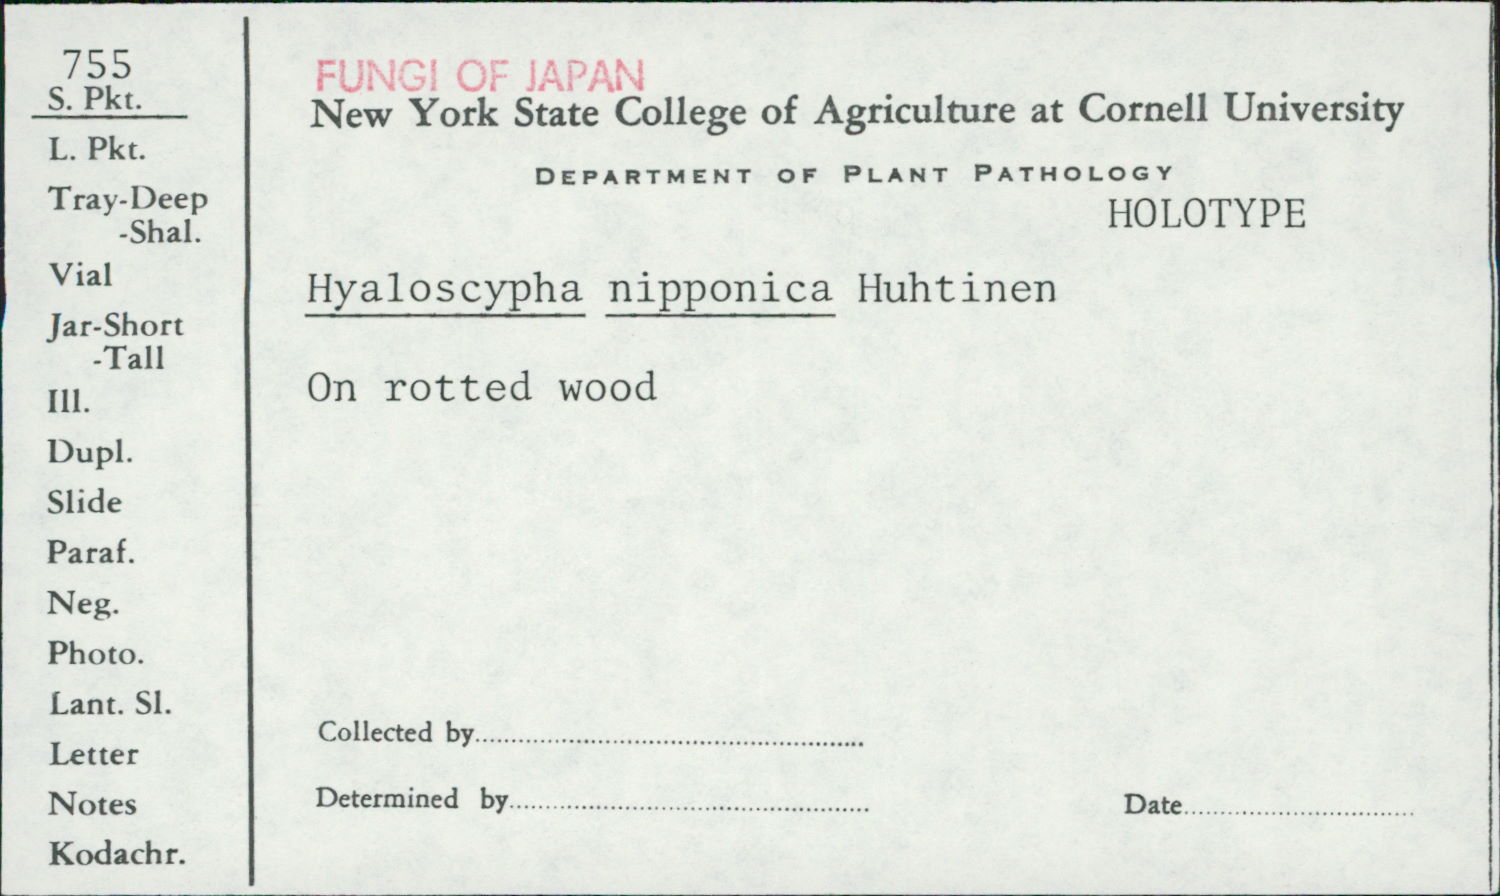 755
S. Pkt.
L. Pkt.
Tray-Deep
-Shal.
Vial
Jar-Short
-Tall
Ill.
Dupl.
Slide
Paraf.
Neg.
Photo.
Lant. Sl.
Letter
Notes
Kodachr.
FUNGI OF JAPAN
New York State College of Agriculture at Cornell University
DEPARTMENT OF PLANT PATHOLOGY
HOLOTYPE
Hyaloscypha nipponica Huhtinen
On rotted wood
Collected by
Determined by
Date